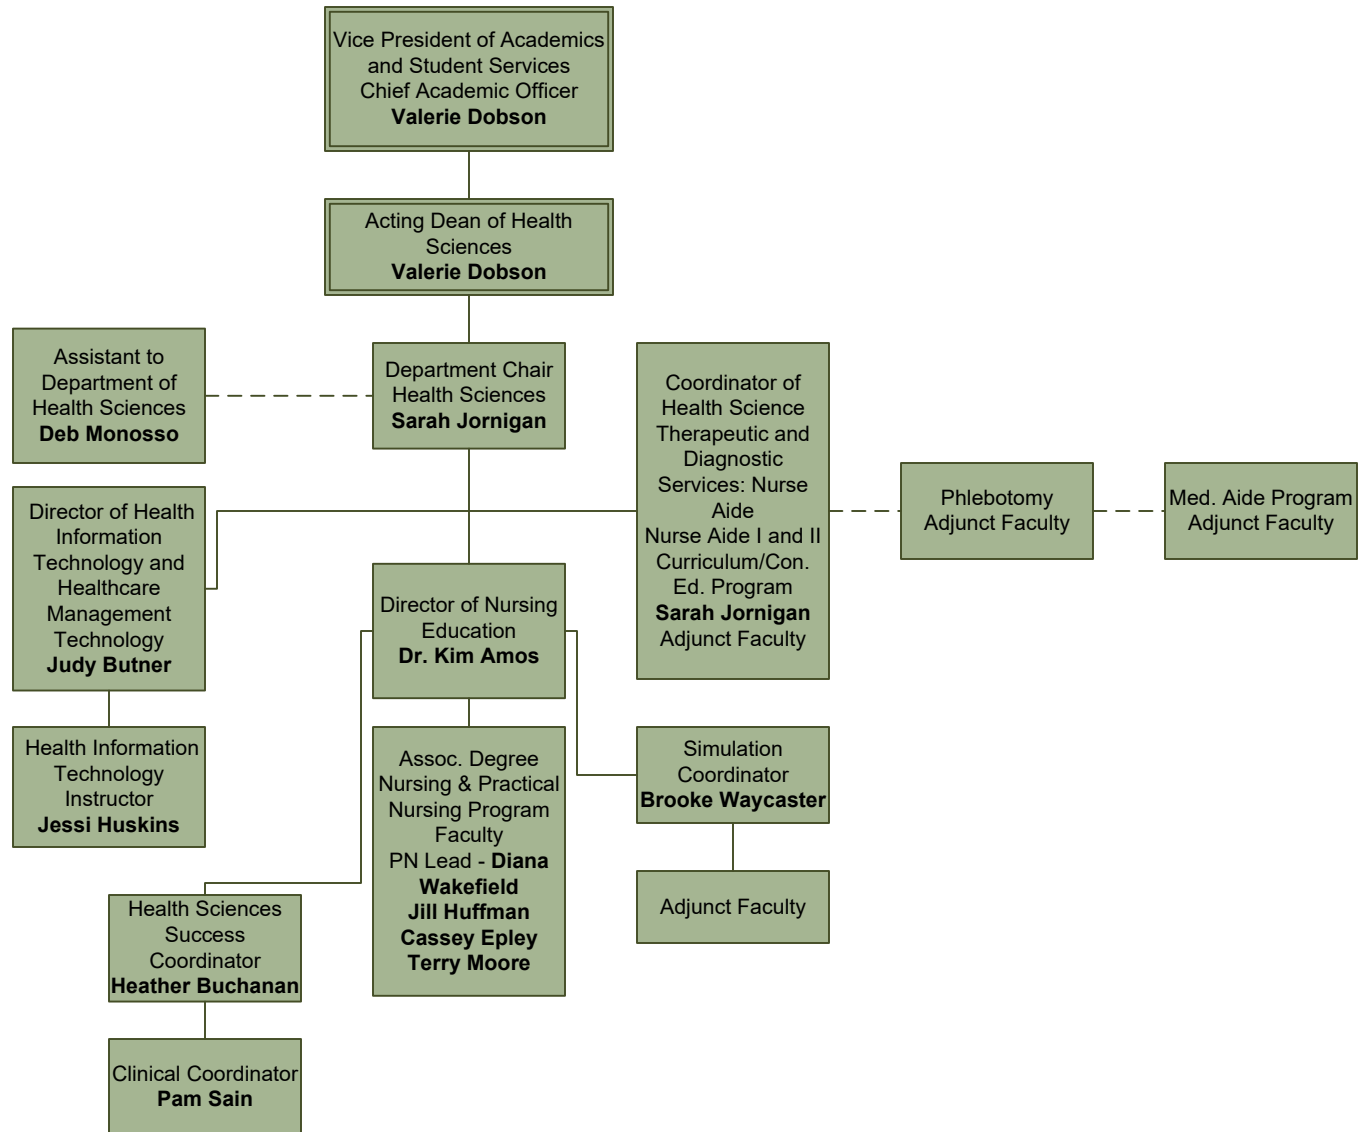 Vice President of Academics
and Student Services
Chief Academic Officer
Valerie Dobson
Acting Dean of Health
Sciences
Valerie Dobson
Assistant to
Department of
Health Sciences
Deb Monosso
Department Chair
Health Sciences
Sarah Jornigan
Coordinator of
Health Science
Therapeutic and
Diagnostic
Services: Nurse
Aide
Nurse Aide I and II
Curriculum/Con.
Ed. Program
Sarah Jornigan
Adjunct Faculty
Phlebotomy
Adjunct Faculty
Med. Aide Program
Adjunct Faculty
Director of Health
Information
Technology and
Healthcare
Management
Technology
Judy Butner
Director of Nursing
Education
Dr. Kim Amos
Health Information
Technology
Instructor
Jessi Huskins
Assoc. Degree
Nursing & Practical
Nursing Program
Faculty
PN Lead - Diana
Wakefield
Jill Huffman
Cassey Epley
Terry Moore
Simulation
Coordinator
Brooke Waycaster
Adjunct Faculty
Health Sciences
Success
Coordinator
Heather Buchanan
Clinical Coordinator
Pam Sain